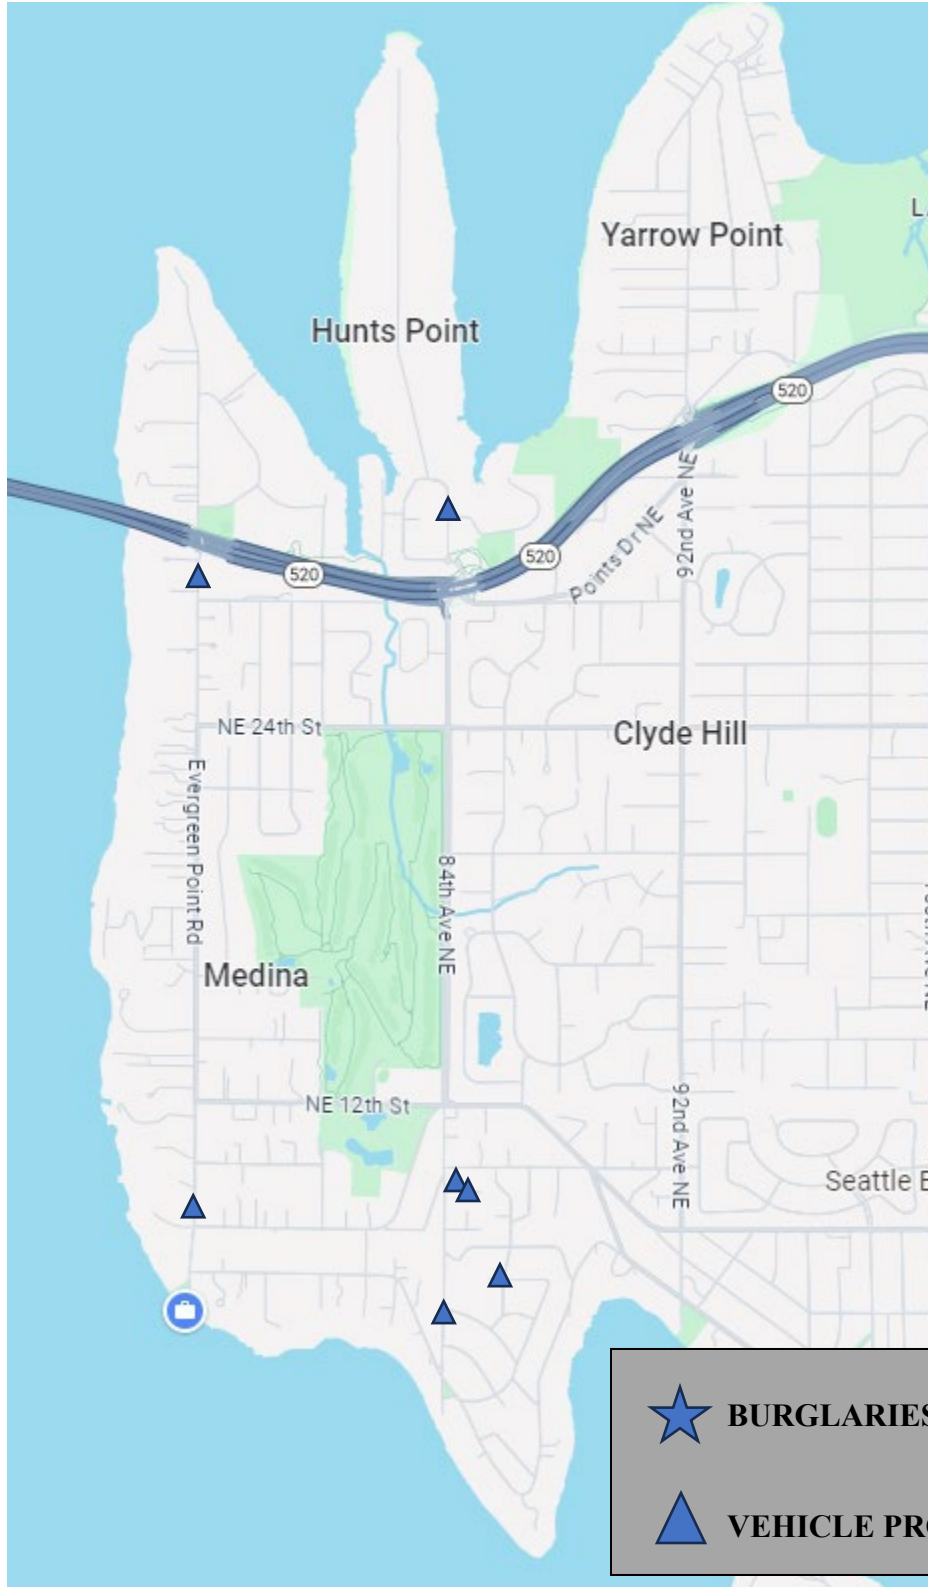 L
Yarrow Point
Hunts Point
520
92nd Ave NE
520
Points Dr NE
520
NE 24th St
Clyde Hill
Evergreen Point Rd
84th Ave NE
Medina
NE 12th St
92nd Ave NE
Seattle
BURGLARIES
VEHICLE